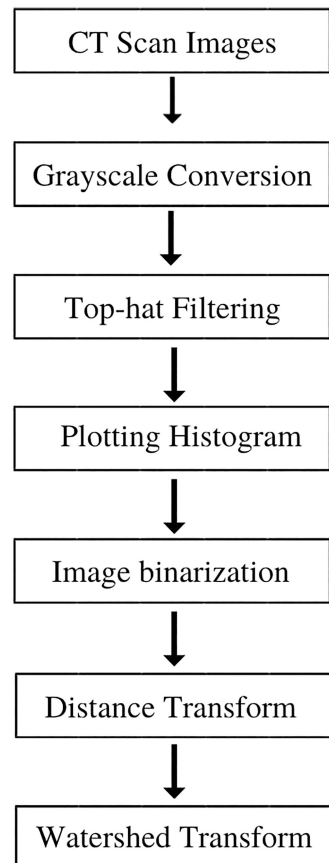 CT Scan Images
Grayscale Conversion
Top-hat Filtering
Plotting Histogram
Image binarization
Distance Transform
Watershed Transform